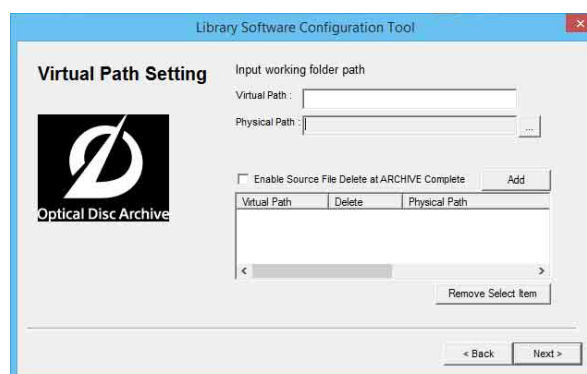 Library Software Configuration Tool
×
Virtual Path Setting
Input working folder path
Virtual Path :
Physical Path :
...
Optical Disc Archive
Enable Source File Delete at ARCHIVE Complete
Add
Virtual Path Delete Physical Path
< >
Remove Select Item
< Back Next >